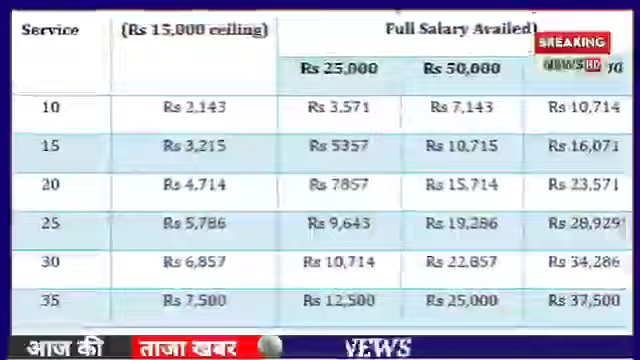 Service (Rs 15,000 ceiling) Full Salary Availed)
BREAKING
NEWS HD
Rs 25,000 Rs 50,000
10 Rs 2,143 Rs 3,571 Rs 7,143 Rs 10,714
15 Rs 3,215 Rs 5357 Rs 10,715 Rs 16,071
20 Rs 4,714 Rs 7857 Rs 15,714 Rs 23,571
25 Rs 5,786 Rs 9,643 Rs 19,286 Rs 28,929
30 Rs 6,857 Rs 10,714 Rs 22,857 Rs 34,286
35 Rs 7,500 Rs 12,500 Rs 25,000 Rs 37,500
आज की ताजा खबर NEWS